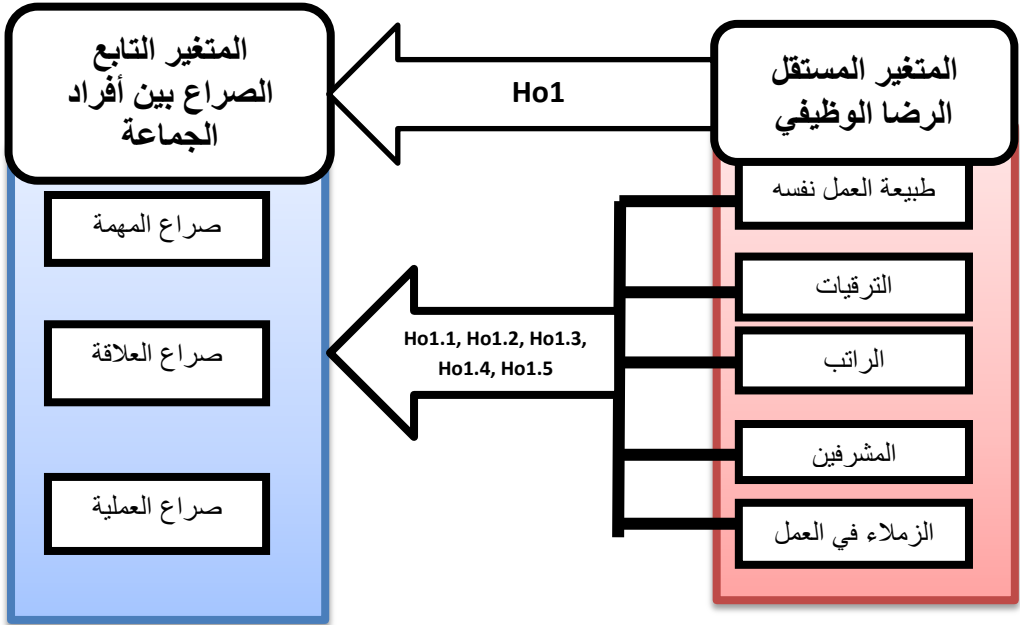 المتغير المستقل
الرضا الوظيفي
Ho1
المتغير التابع
الصراع بين أفراد
الجماعة
طبيعة العمل نفسه
الترقيات
الراتب
المشرفين
الزملاء في العمل
Ho1.1, Ho1.2, Ho1.3,
Ho1.4, Ho1.5
صراع المهمة
صراع العلاقة
صراع العملية